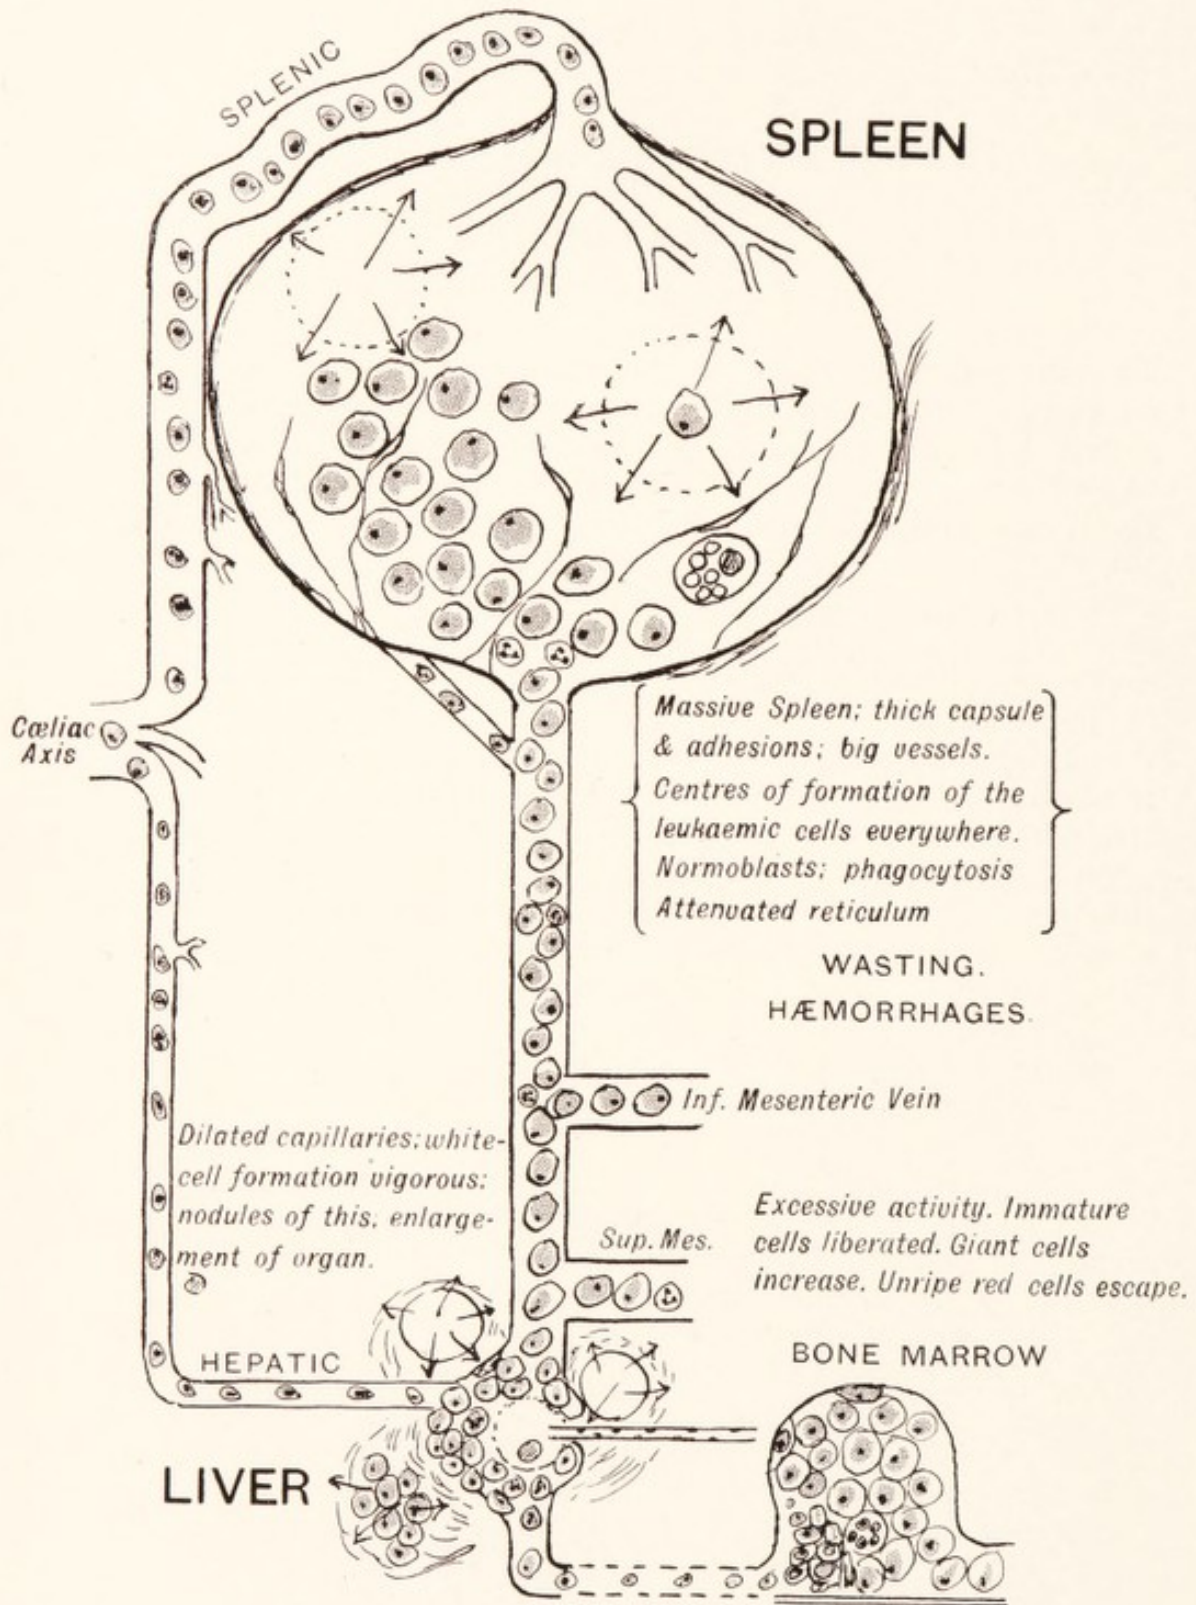 SPLENIC
SPLEEN
Cœliac
Axis
Massive Spleen; thick capsule
& adhesions; big vessels.
Centres of formation of the
leukaemic cells everywhere.
Normoblasts; phagocytosis
Attenuated reticulum
WASTING.
HÆMORRHAGES.
Inf. Mesenteric Vein
Dilated capillaries; white-
cell formation vigorous:
nodules of this, enlarge-
ment of organ.
Sup. Mes.
Excessive activity. Immature
cells liberated. Giant cells
increase. Unripe red cells escape.
HEPATIC
BONE MARROW
LIVER